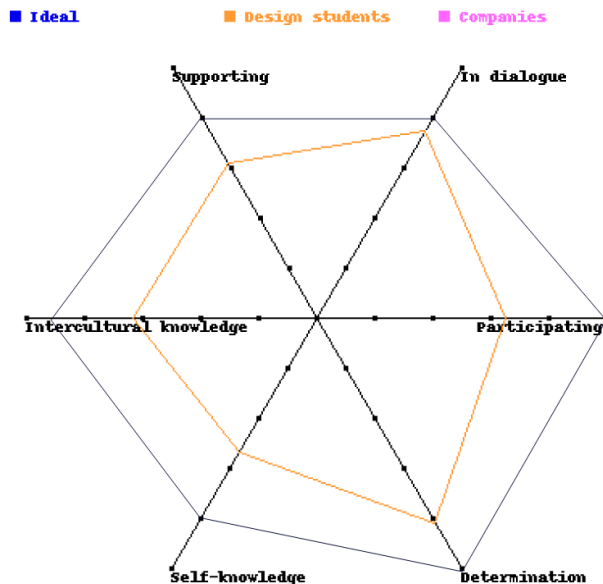 Ideal
Design students
Companies
Supporting
In dialogue
Intercultural knowledge
Participating
Self-knowledge
Determination